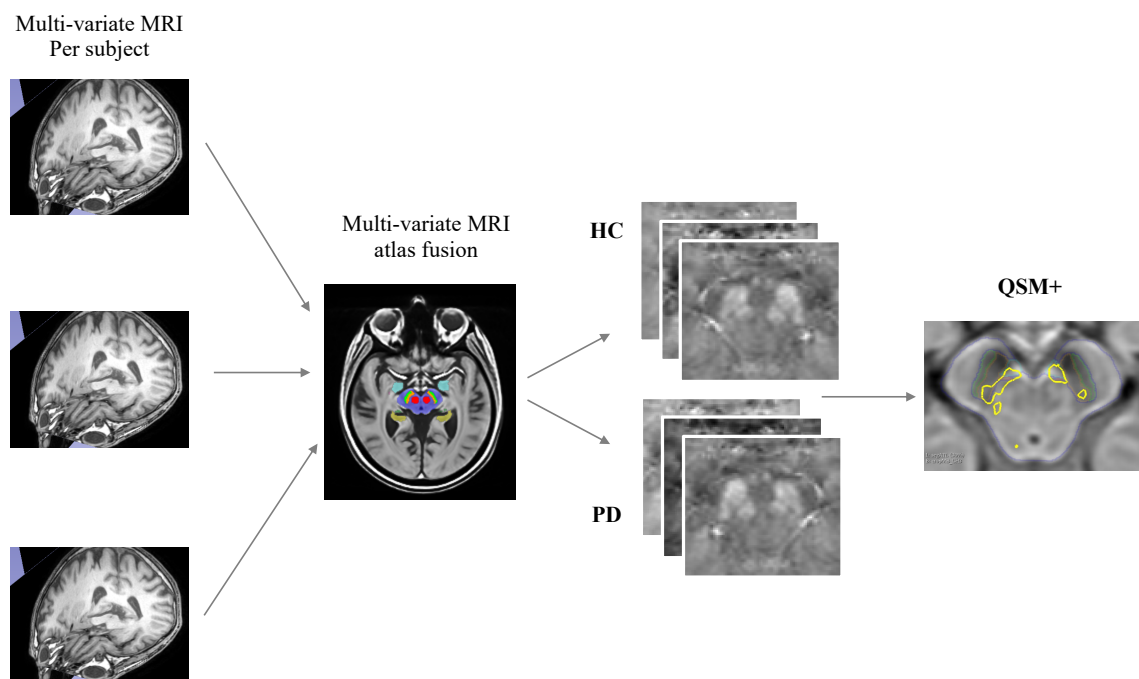 Multi-variate MRI
Per subject
Multi-variate MRI
atlas fusion
HC
QSM+
PD